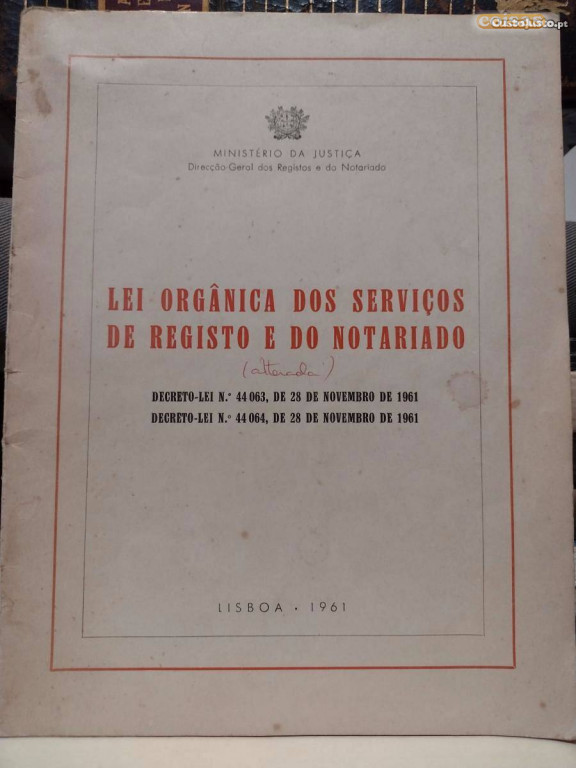 Custojusto.pt
MINISTÉRIO DA JUSTIÇA
Direcção-Geral dos Registos e do Notariado
LEI ORGÂNICA DOS SERVIÇOS
DE REGISTO E DO NOTARIADO
(alterada)
DECRETO-LEI N.º 44 063, DE 28 DE NOVEMBRO DE 1961
DECRETO-LEI N.º 44 064, DE 28 DE NOVEMBRO DE 1961
LISBOA • 1961